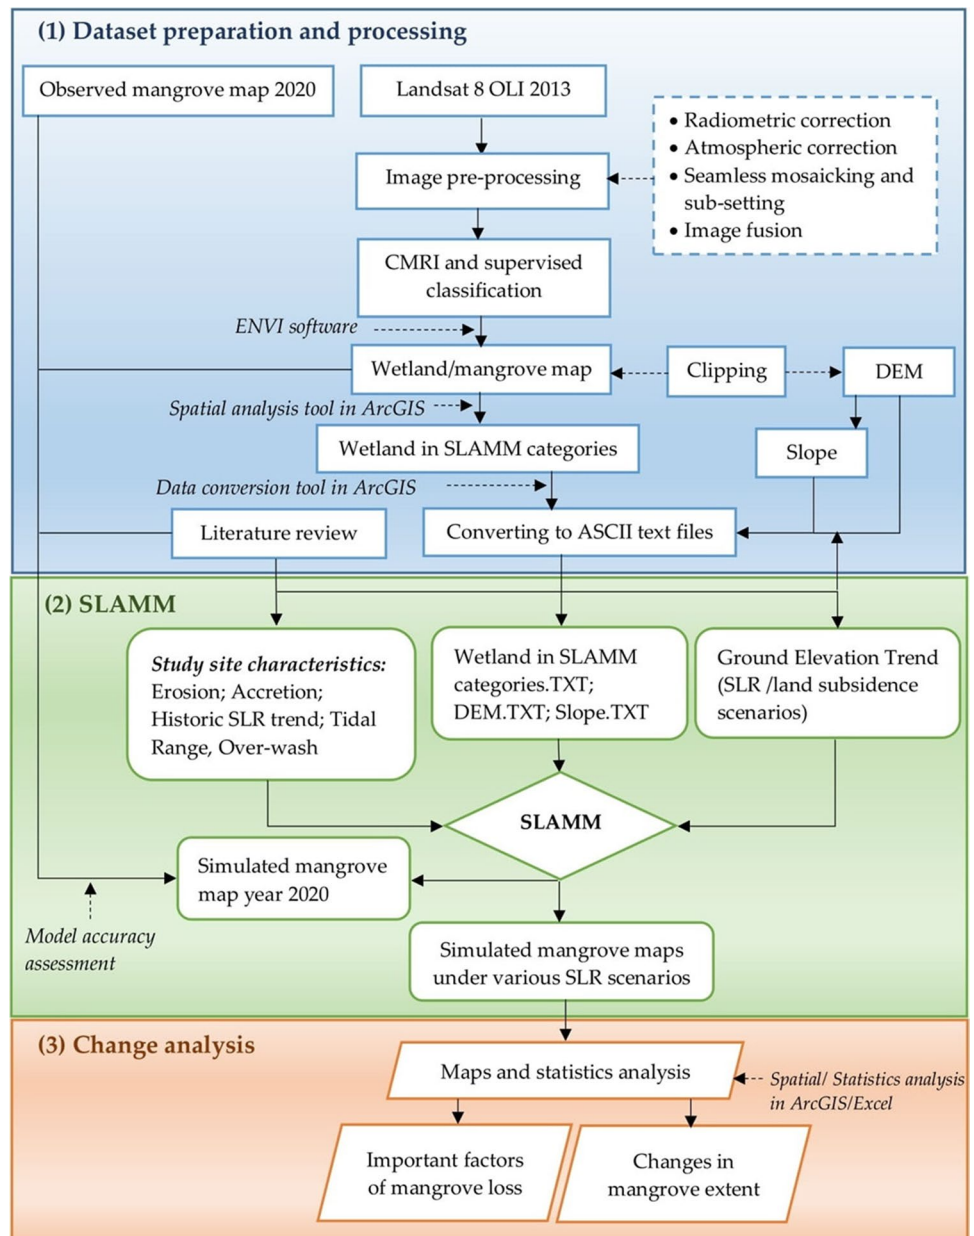 (1) Dataset preparation and processing
Observed mangrove map 2020
Landsat 8 OLI 2013
• Radiometric correction
• Atmospheric correction
• Seamless mosaicking and
sub-setting
• Image fusion
Image pre-processing
CMRI and supervised
classification
ENVI software
Wetland/mangrove map
Clipping
DEM
Spatial analysis tool in ArcGIS
Wetland in SLAMM categories
Slope
Data conversion tool in ArcGIS
Literature review
Converting to ASCII text files
(2) SLAMM
Study site characteristics:
Erosion; Accretion;
Historic SLR trend; Tidal
Range, Over-wash
Wetland in SLAMM
categories.TXT;
DEM.TXT; Slope.TXT
Ground Elevation Trend
(SLR /land subsidence
scenarios)
SLAMM
Simulated mangrove
map year 2020
Model accuracy
assessment
Simulated mangrove maps
under various SLR scenarios
(3) Change analysis
Maps and statistics analysis
Spatial/ Statistics analysis
in ArcGIS/Excel
Important factors
of mangrove loss
Changes in
mangrove extent